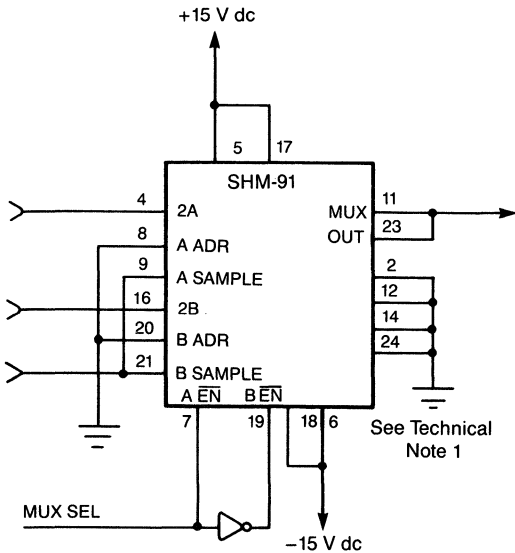 +15 V dc
5 17
SHM-91
4 2A MUX 11
8 A ADR OUT 23
9 A SAMPLE 2
16 2B 12
20 B ADR 14
21 B SAMPLE 24
A E̅N̅ B E̅N̅
7 19 18 6
See Technical
Note 1
MUX SEL
−15 V dc